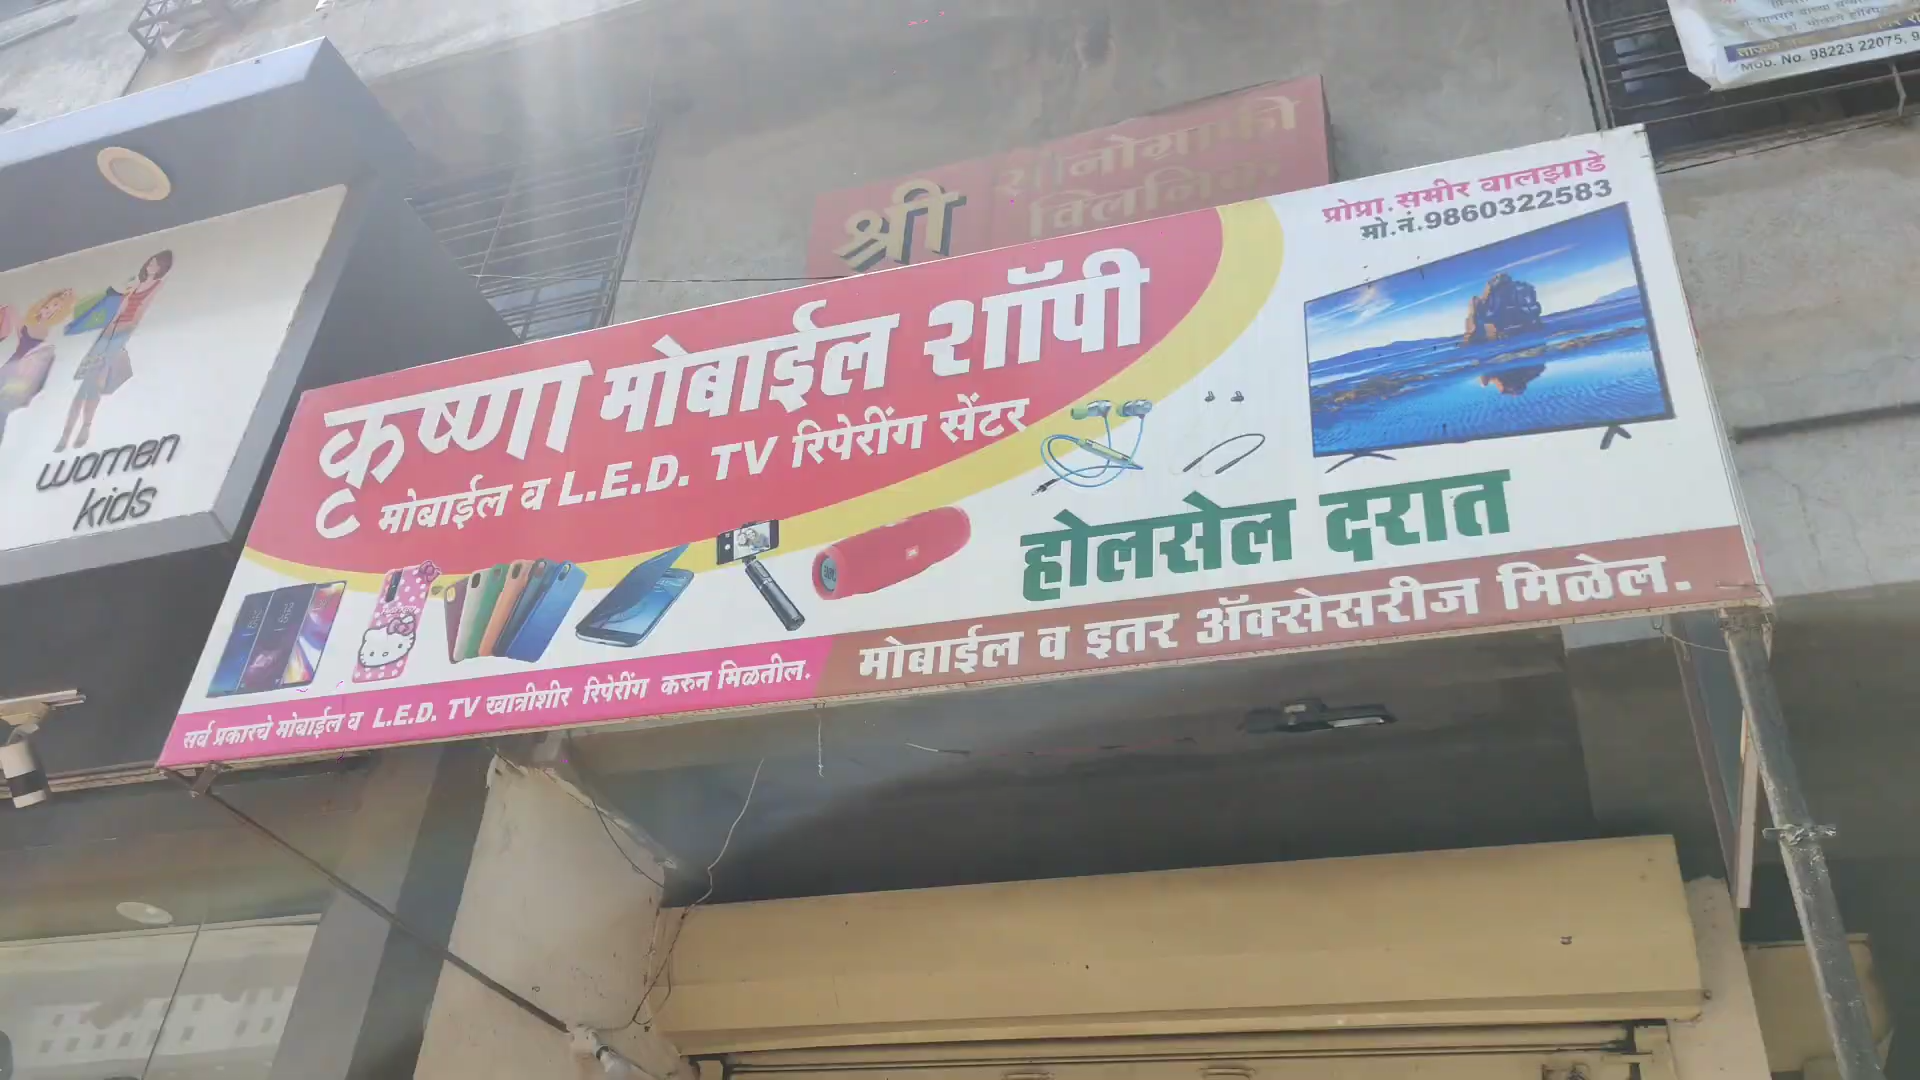 women
kids
श्री
सोनोग्राफी
क्लिनिक
Mob. No. 98223 22075, 9
प्रोप्रा.समीर वालझाडे
मो.नं.9860322583
कृष्णा मोबाईल शॉपी
मोबाईल व L.E.D. TV रिपेरींग सेंटर
होलसेल दरात
मोबाईल व इतर ॲक्सेसरीज मिळेल.
सर्व प्रकारचे मोबाईल व L.E.D. TV खात्रीशीर रिपेरींग करुन मिळतील.